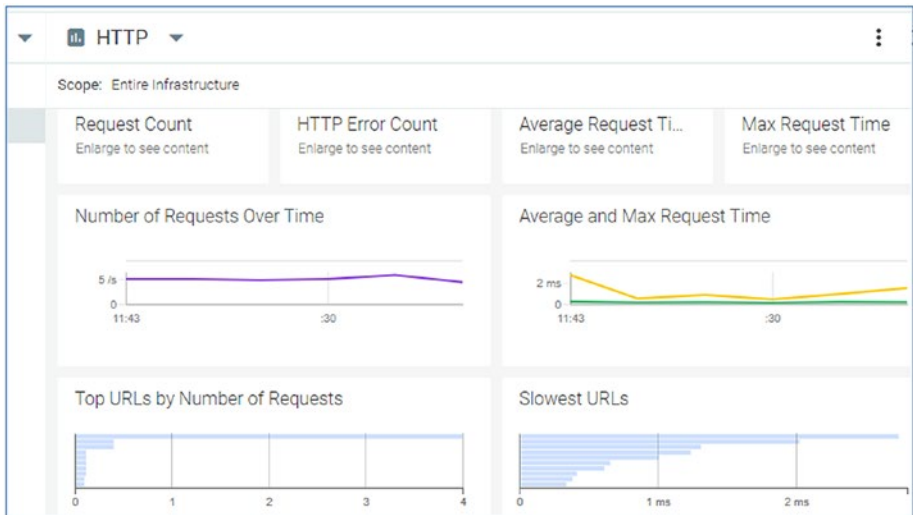 HTTP
Scope: Entire Infrastructure
Request Count
Enlarge to see content
HTTP Error Count
Enlarge to see content
Average Request Ti...
Enlarge to see content
Max Request Time
Enlarge to see content
Number of Requests Over Time
5 /s
0
11:43 :30
Average and Max Request Time
2 ms
0
11:43 :30
Top URLs by Number of Requests
0 1 2 3 4
Slowest URLs
0 1 ms 2 ms